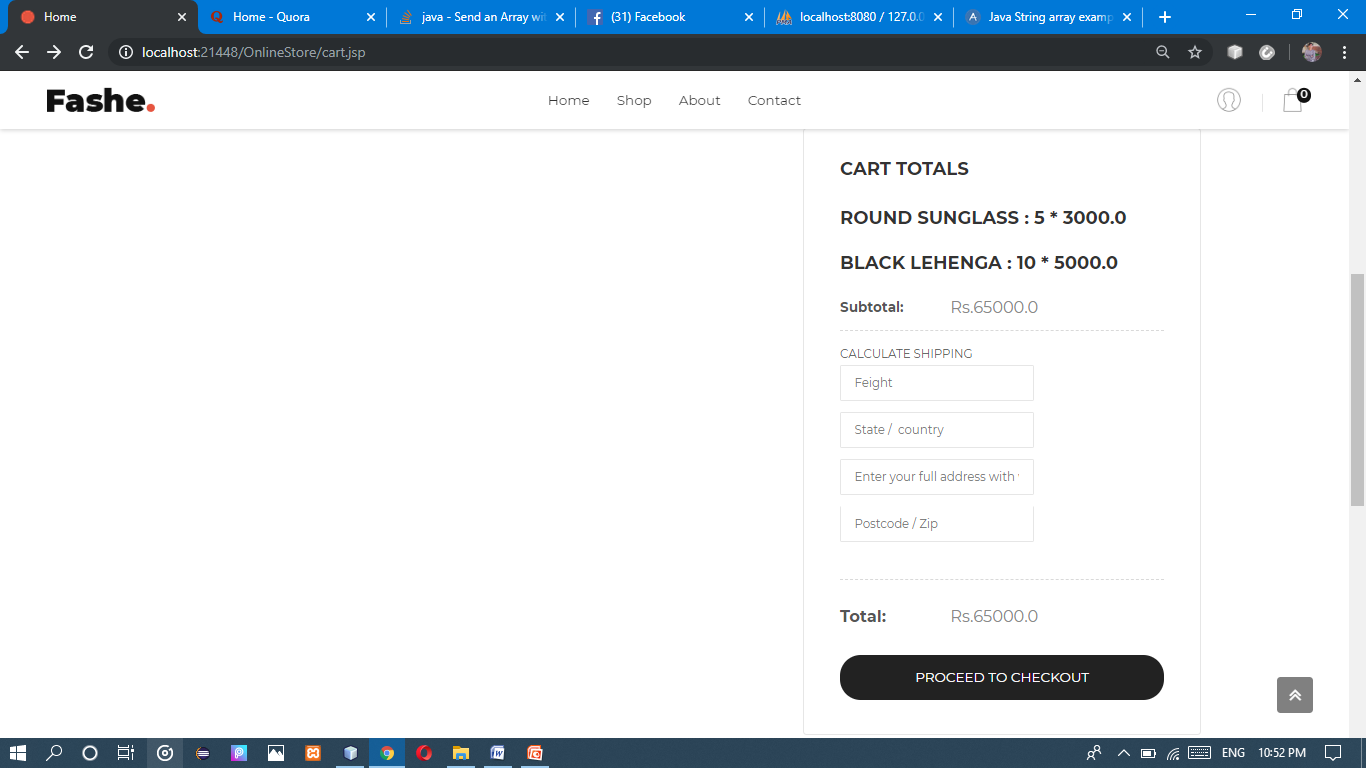 Home
Home - Quora
java - Send an Array wit
(31) Facebook
localhost:8080 / 127.0.0
Java String array examp
localhost:21448/OnlineStore/cart.jsp
Fashe.
Home Shop About Contact
0
CART TOTALS
ROUND SUNGLASS : 5 * 3000.0
BLACK LEHENGA : 10 * 5000.0
Subtotal: Rs.65000.0
CALCULATE SHIPPING
Feight
State / country
Enter your full address with
Postcode / Zip
Total: Rs.65000.0
PROCEED TO CHECKOUT
ENG 10:52 PM